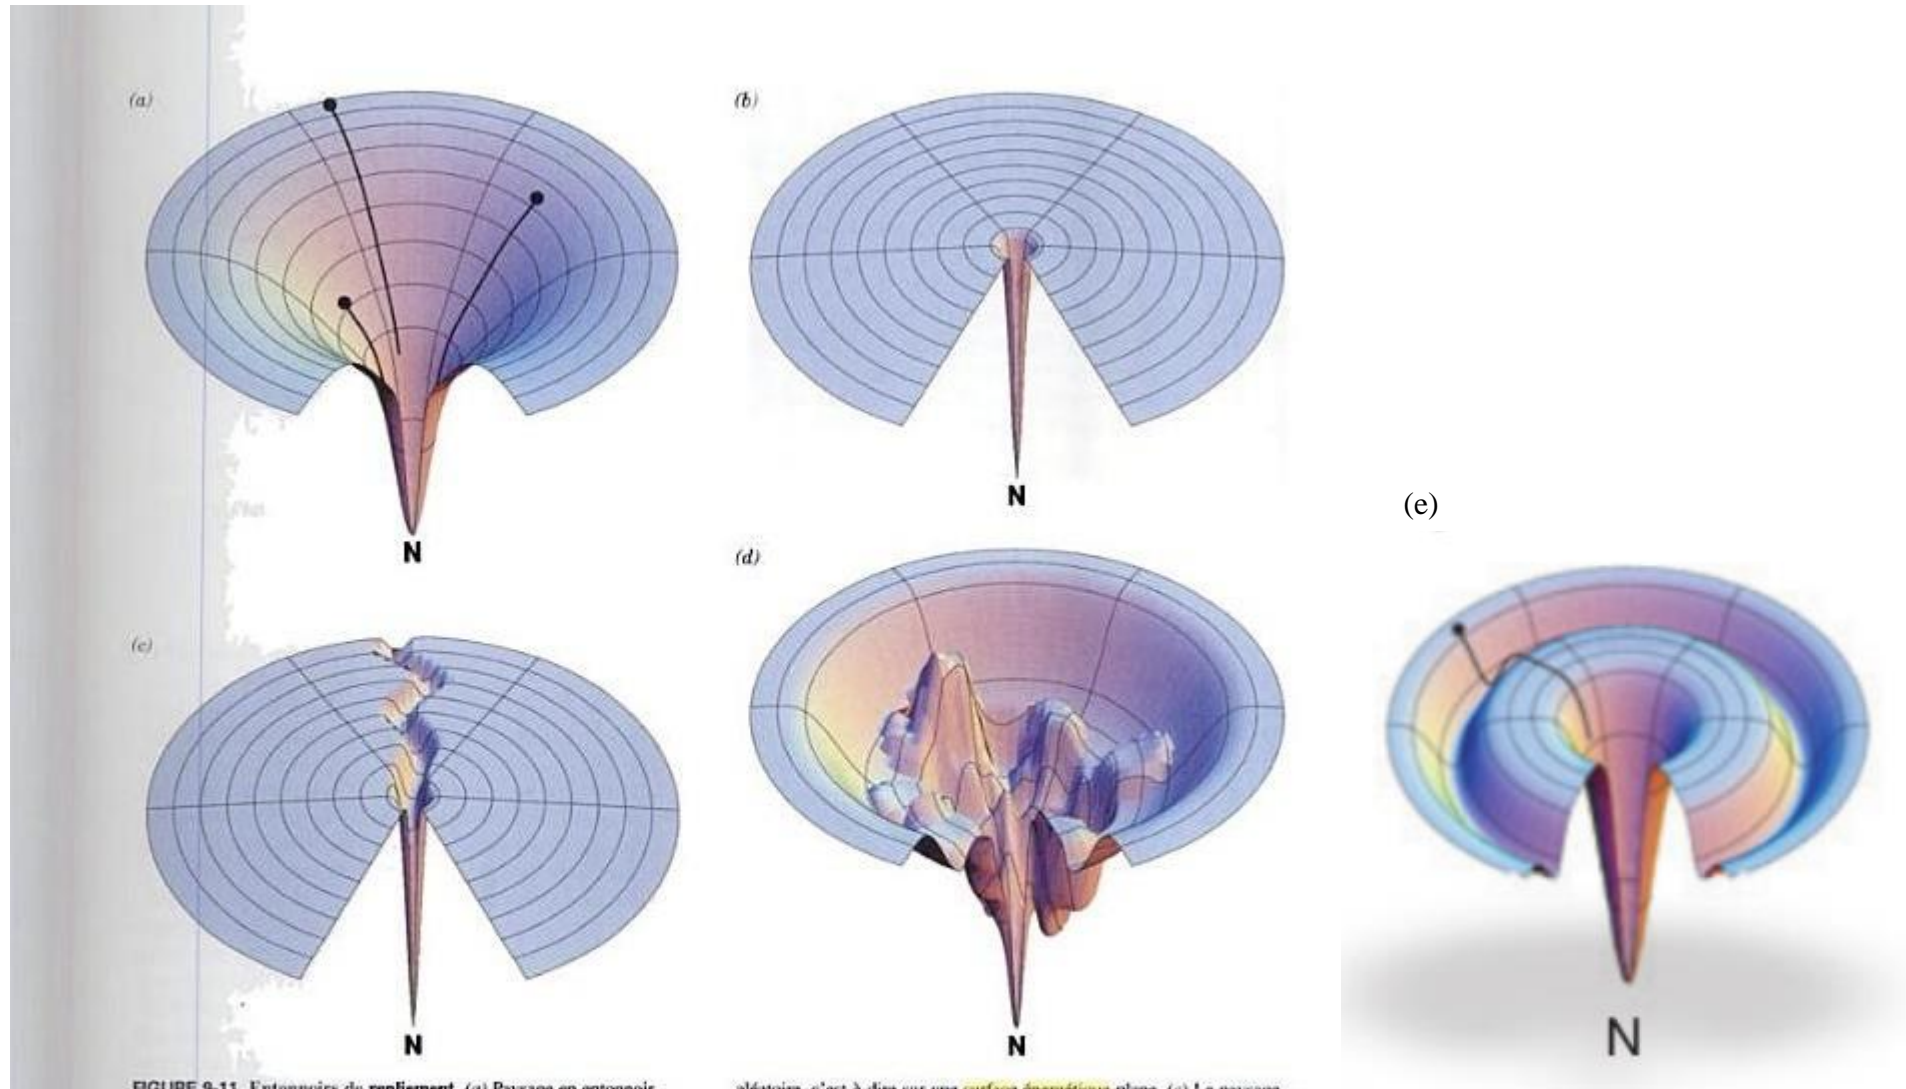 (a)
(b)
N
N
(e)
(c)
(d)
N
N
N
FIGURE 9-11 Entonnoirs de repliement. (a) Paysage en entonnoir
aléatoire, c'est-à-dire sur une surface énergétique plane. (c) Le paysage